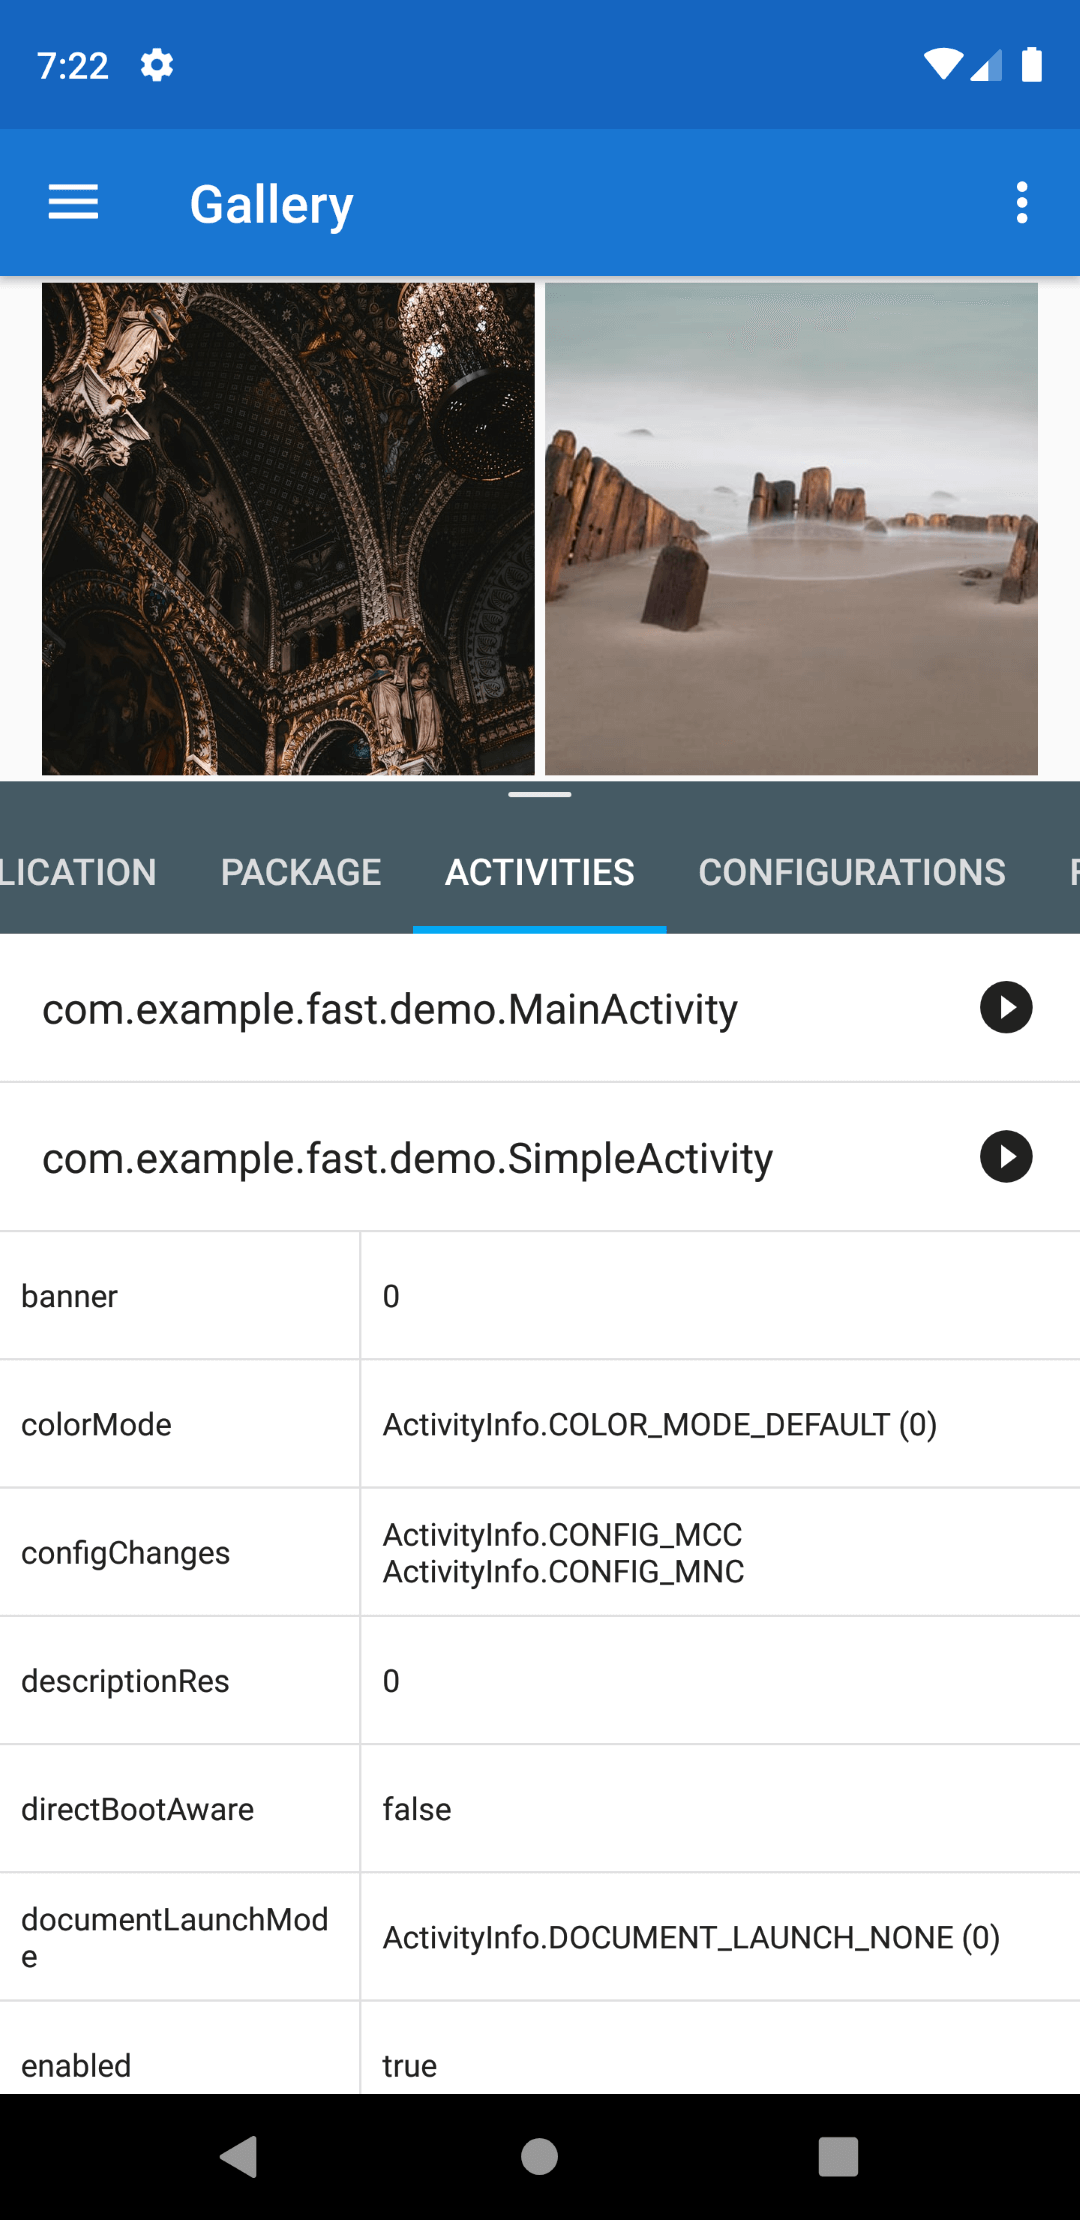 7:22
Gallery
LICATION PACKAGE ACTIVITIES CONFIGURATIONS
com.example.fast.demo.MainActivity
com.example.fast.demo.SimpleActivity
banner 0
colorMode ActivityInfo.COLOR_MODE_DEFAULT (0)
configChanges ActivityInfo.CONFIG_MCC
ActivityInfo.CONFIG_MNC
descriptionRes 0
directBootAware false
documentLaunchMod
e ActivityInfo.DOCUMENT_LAUNCH_NONE (0)
enabled true